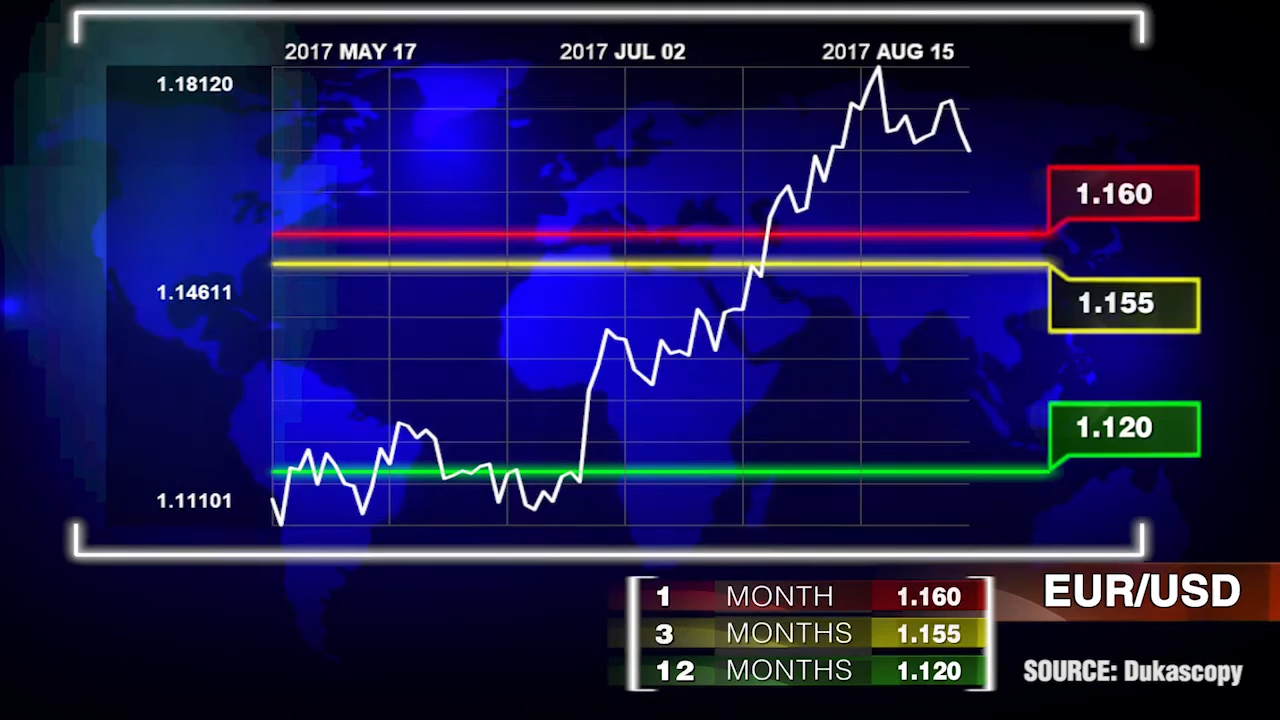 2017 MAY 17 2017 JUL 02 2017 AUG 15
1.18120
1.160
1.14611
1.155
1.120
1.11101
1 MONTH 1.160
3 MONTHS 1.155
12 MONTHS 1.120
EUR/USD
SOURCE: Dukascopy